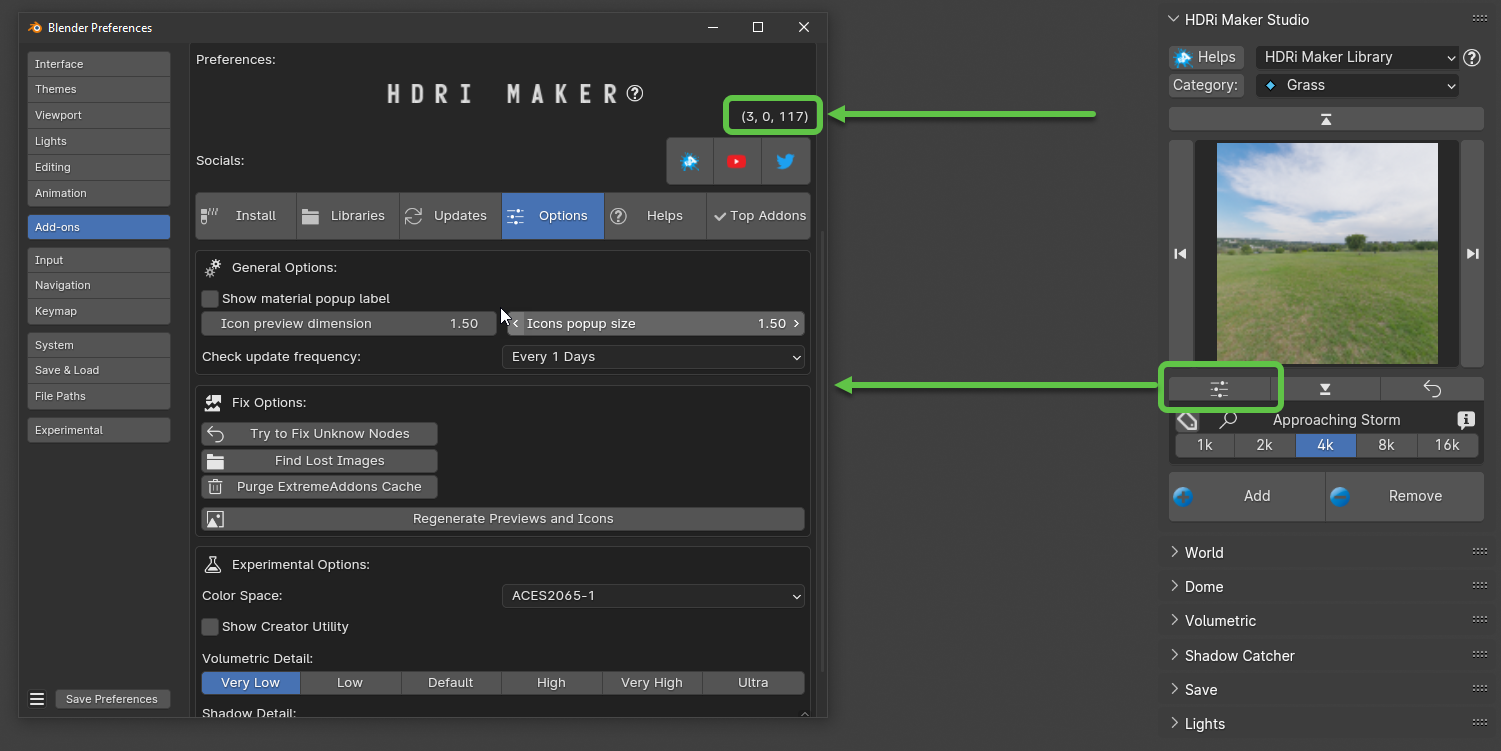 Blender Preferences
Interface
Themes
Viewport
Lights
Editing
Animation
Add-ons
Input
Navigation
Keymap
System
Save & Load
File Paths
Experimental
Save Preferences
Preferences:
HDRI MAKER
(3, 0, 117)
Socials:
Install Libraries Updates Options Helps Top Addons
General Options:
Show material popup label
Icon preview dimension 1.50 Icons popup size 1.50
Check update frequency: Every 1 Days
Fix Options:
Try to Fix Unknow Nodes
Find Lost Images
Purge ExtremeAddons Cache
Regenerate Previews and Icons
Experimental Options:
Color Space: ACES2065-1
Show Creator Utility
Volumetric Detail:
Very Low Low Default High Very High Ultra
Shadow Detail:
HDRi Maker Studio
Helps HDRi Maker Library
Category: Grass
Approaching Storm
1k 2k 4k 8k 16k
Add Remove
World
Dome
Volumetric
Shadow Catcher
Save
Lights